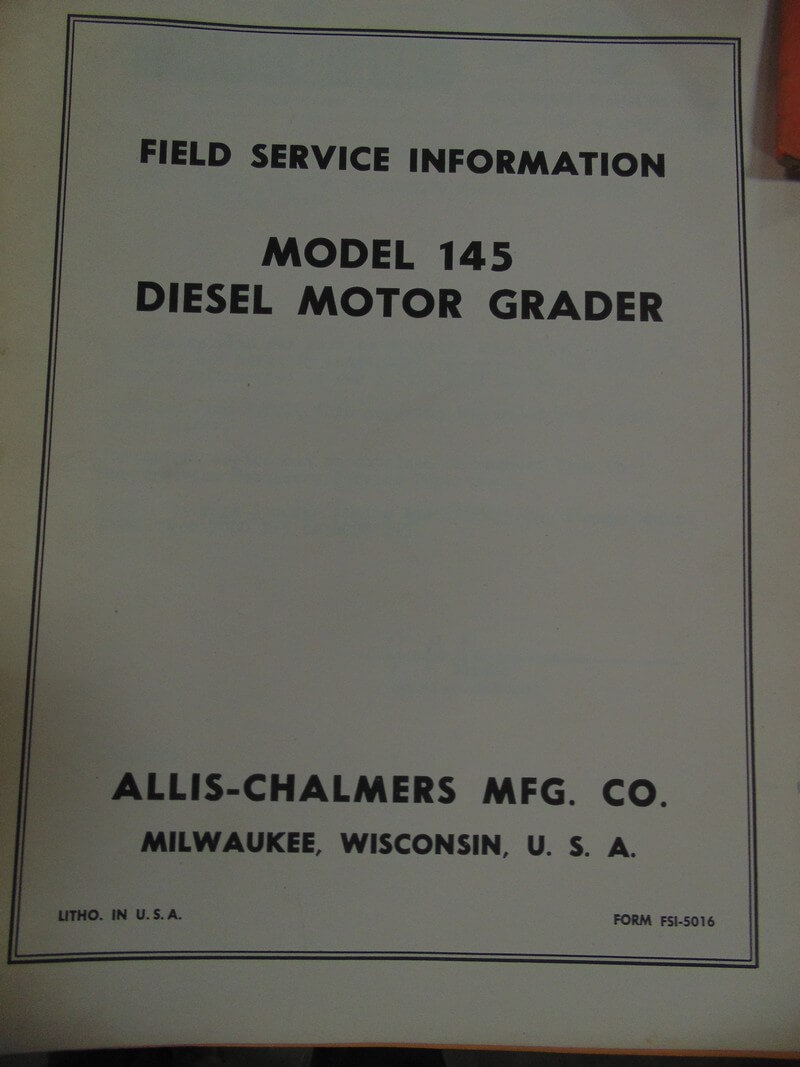 FIELD SERVICE INFORMATION
MODEL 145
DIESEL MOTOR GRADER
ALLIS-CHALMERS MFG. CO.
MILWAUKEE, WISCONSIN, U. S. A.
LITHO. IN U. S. A.
FORM FSI-5016